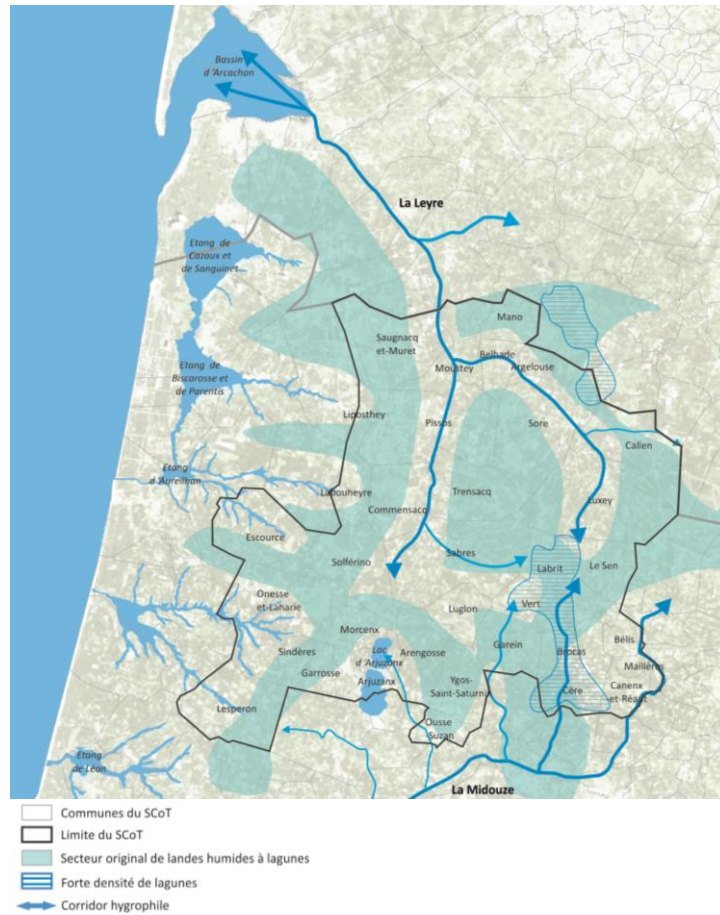 Bassin
d'Arcachon
La Leyre
Etang de
Cazaux et
de Sanguinet
Mano
Saugnacq
et-Muret
Belhade
Moustey
Argelouse
Etang de
Biscarosse et
de Parentis
Liposthey
Pissos
Sore
Callen
Etang
d'Aureilhan
Labouheyre
Trensacq
Luxey
Commensacq
Escource
Sabres
Solférino
Labrit
Le Sen
Onesse
et-Laharie
Vert
Luglon
Morcenx
Garein
Bélis
Sindères
Lac
d'Arjuzanx
Arengosse
Brocas
Maillères
Garrosse
Arjuzanx
Ygos-
Saint-Saturnin
Cère
Canenx
et-Réaut
Lesperon
Ousse
-Suzan
Etang
de Léon
La Midouze
Communes du SCoT
Limite du SCoT
Secteur original de landes humides à lagunes
Forte densité de lagunes
Corridor hygrophile